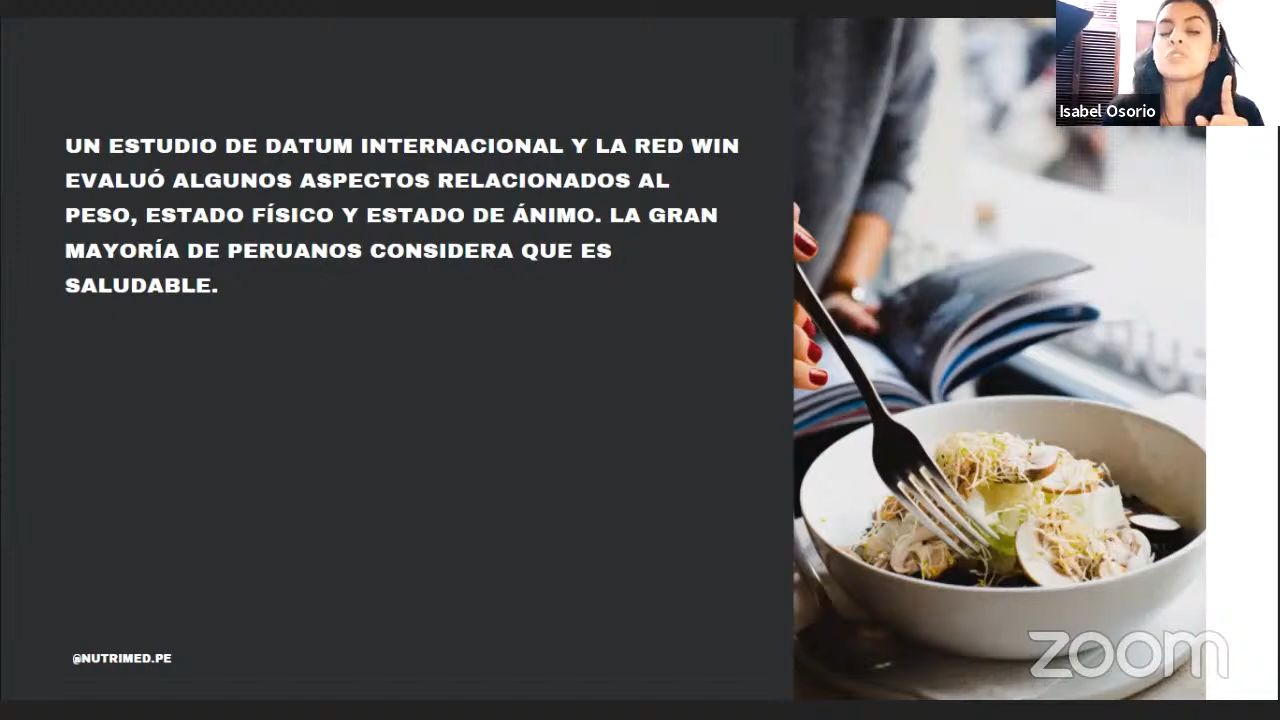 Isabel Osorio
UN ESTUDIO DE DATUM INTERNACIONAL Y LA RED WIN
EVALUÓ ALGUNOS ASPECTOS RELACIONADOS AL
PESO, ESTADO FÍSICO Y ESTADO DE ÁNIMO. LA GRAN
MAYORÍA DE PERUANOS CONSIDERA QUE ES
SALUDABLE.
@NUTRIMED.PE
zoom